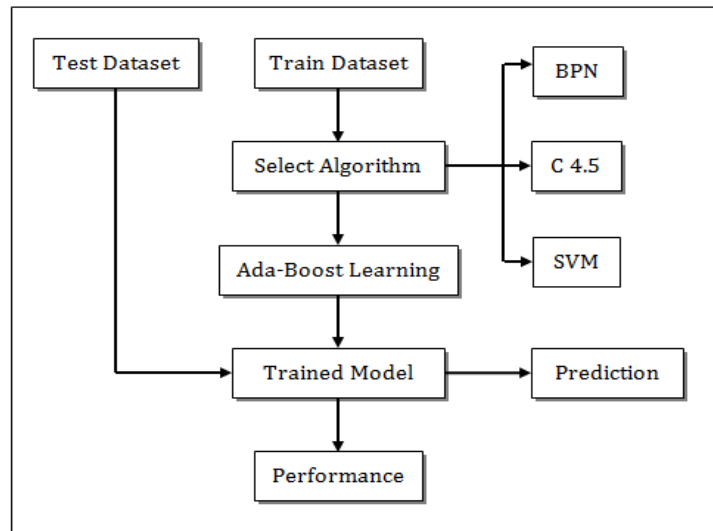 Test Dataset
Train Dataset
BPN
Select Algorithm
C 4.5
Ada-Boost Learning
SVM
Trained Model
Prediction
Performance